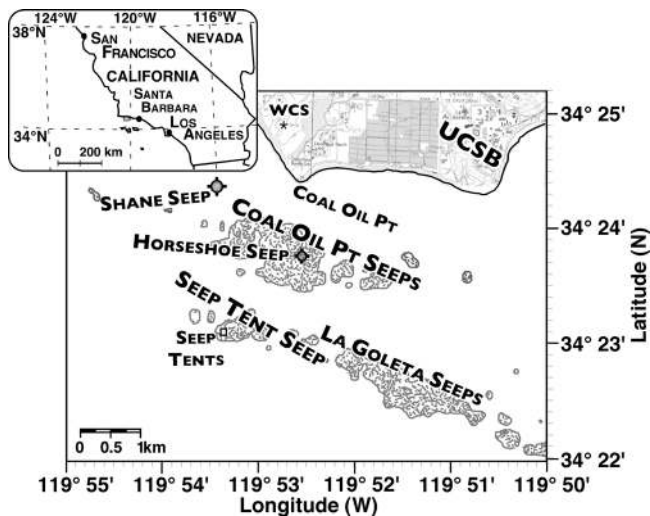 124°W 120°W 116°W
38°N
SAN FRANCISCO
NEVADA
CALIFORNIA
SANTA BARBARA
LOS ANGELES
34°N
0 200 km
WCS
UCSB
34° 25'
COAL OIL PT
SHANE SEEP
34° 24'
COAL OIL PT SEEPS
HORSESHOE SEEP
Latitude (N)
SEEP TENT SEEP
SEEP TENTS
LA GOLETA SEEPS
34° 23'
0 0.5 1km
34° 22'
119° 55' 119° 54' 119° 53' 119° 52' 119° 51' 119° 50'
Longitude (W)